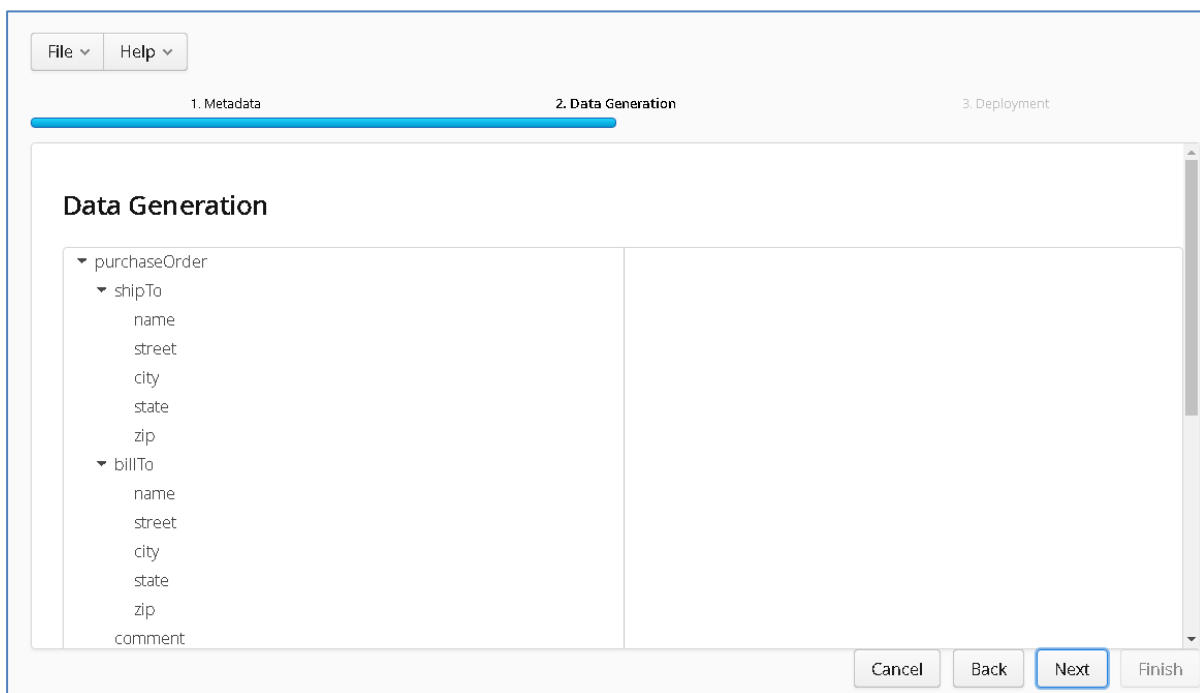 File Help
1. Metadata 2. Data Generation 3. Deployment
Data Generation
purchaseOrder
shipTo
name
street
city
state
zip
billTo
name
street
city
state
zip
comment
Cancel Back Next Finish